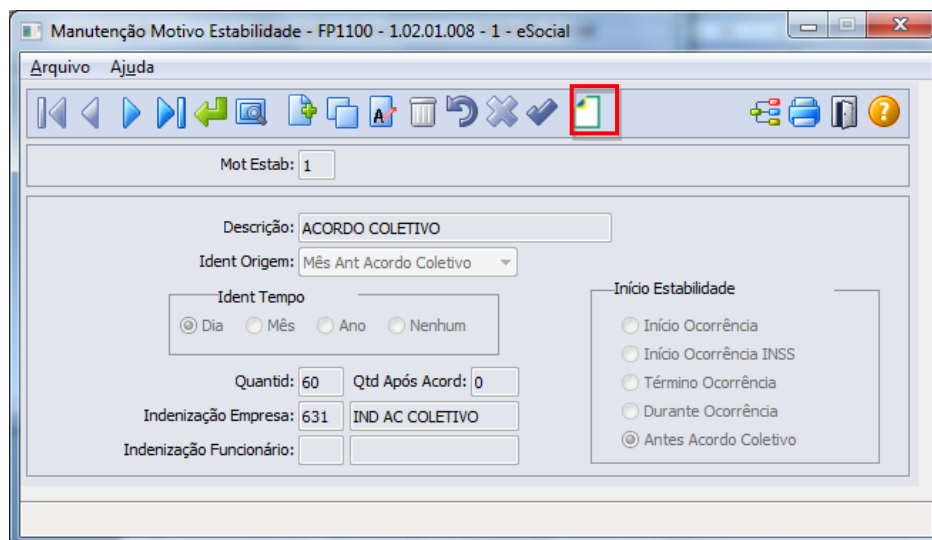 Manutenção Motivo Estabilidade - FP1100 - 1.02.01.008 - 1 - eSocial
Arquivo Ajuda
Mot Estab: 1
Descrição: ACORDO COLETIVO
Ident Origem: Mês Ant Acordo Coletivo
Ident Tempo
Dia Mês Ano Nenhum
Quantid: 60 Qtd Após Acord: 0
Indenização Empresa: 631 IND AC COLETIVO
Indenização Funcionário:
Início Estabilidade
Início Ocorrência
Início Ocorrência INSS
Término Ocorrência
Durante Ocorrência
Antes Acordo Coletivo